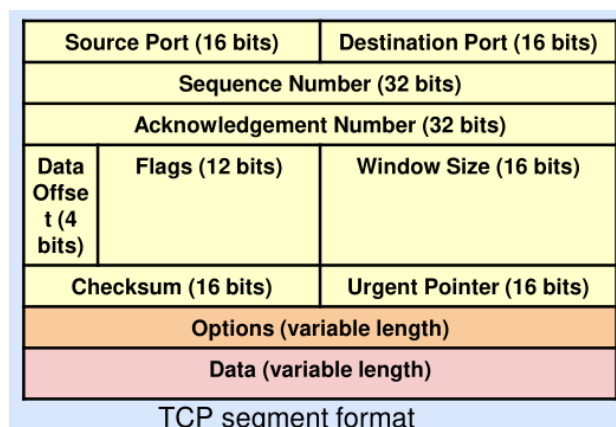 Source Port (16 bits) Destination Port (16 bits)
Sequence Number (32 bits)
Acknowledgement Number (32 bits)
Data Flags (12 bits) Window Size (16 bits)
Offse
t (4
bits)
Checksum (16 bits) Urgent Pointer (16 bits)
Options (variable length)
Data (variable length)
TCP segment format